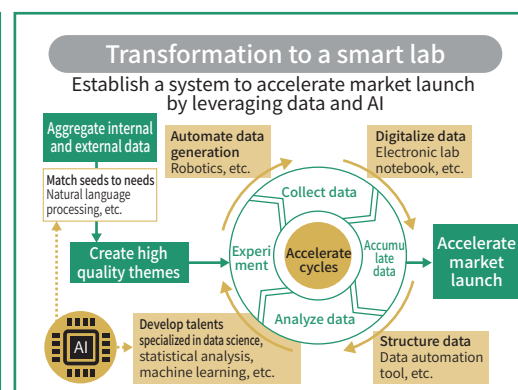 Transformation to a smart lab
Establish a system to accelerate market launch
by leveraging data and AI
Aggregate internal
and external data
Match seeds to needs
Natural language
processing, etc.
Create high
quality themes
Automate data
generation
Robotics, etc.
Digitalize data
Electronic lab
notebook, etc.
Collect data
Experi
ment
Accelerate
cycles
Accumu
late
data
Analyze data
Accelerate
market
launch
AI
Develop talents
specialized in data science,
statistical analysis,
machine learning, etc.
Structure data
Data automation
tool, etc.